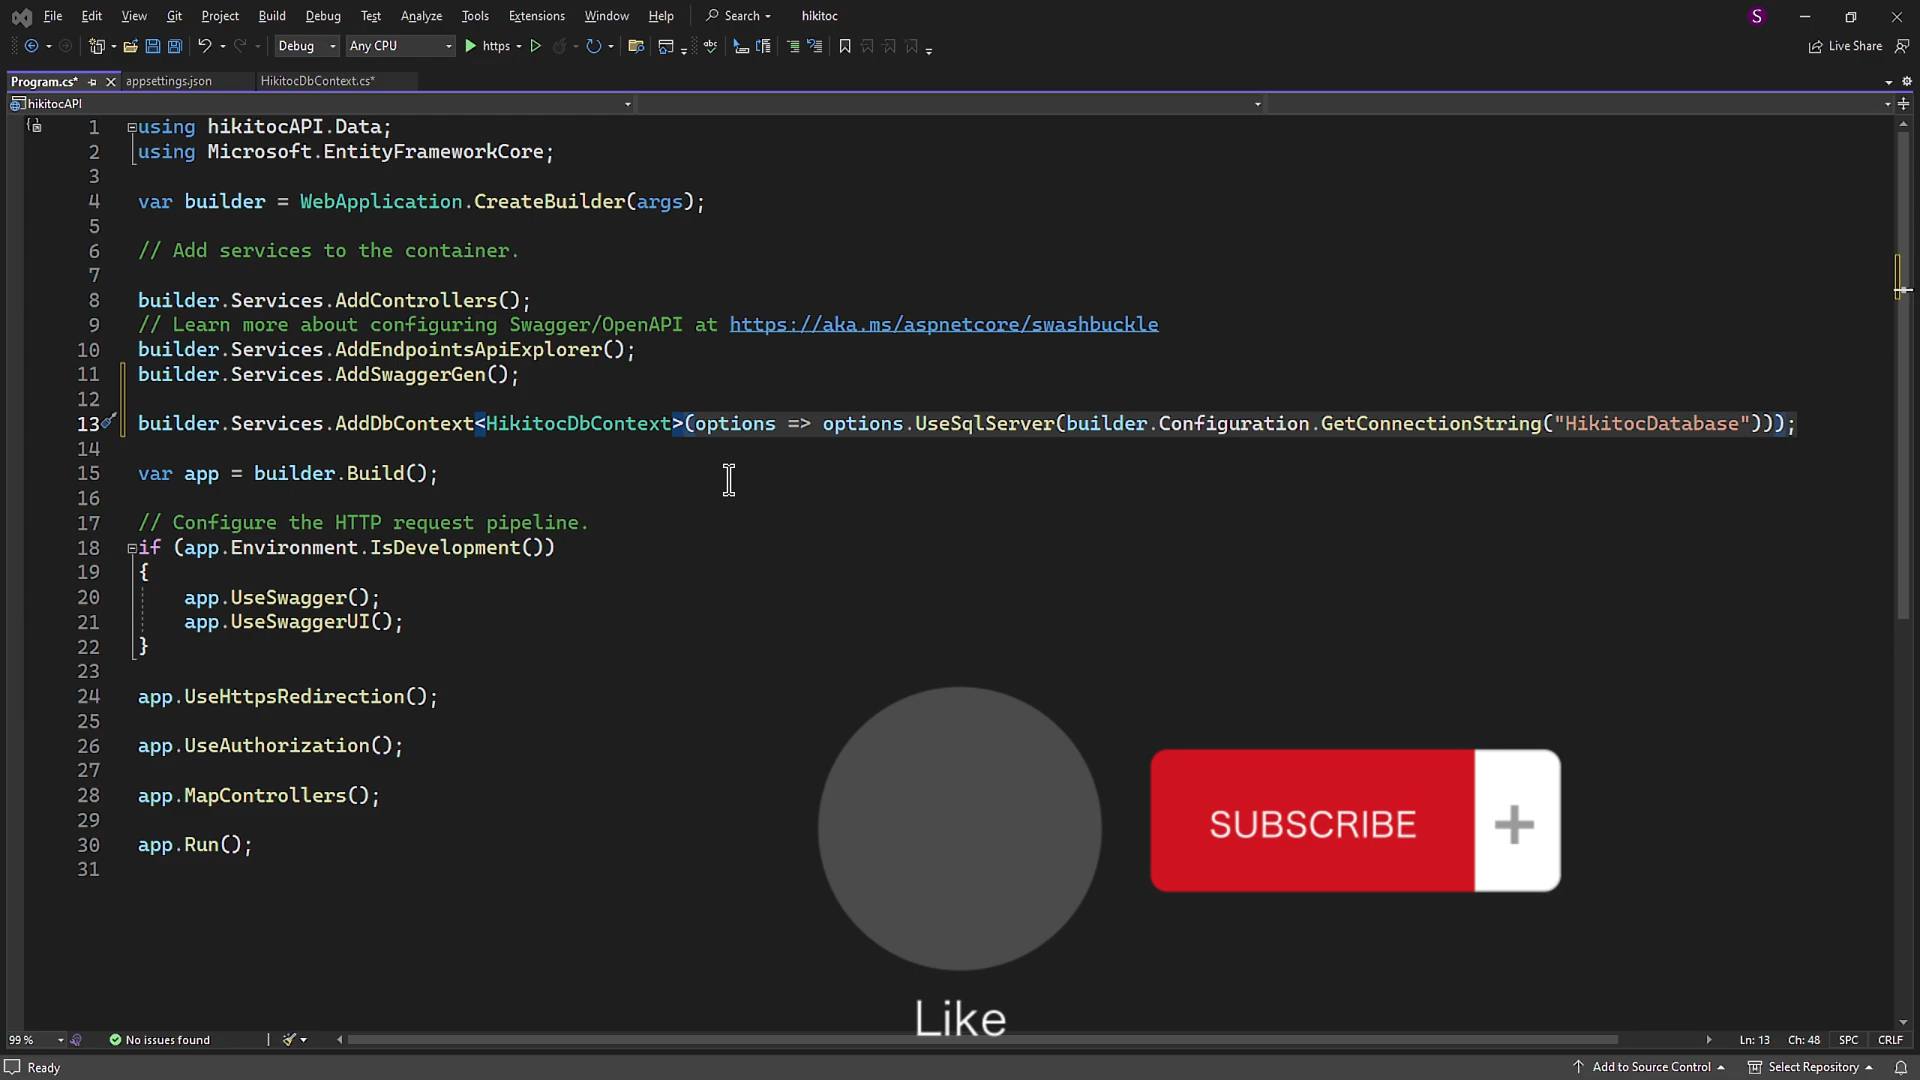 File Edit View Git Project Build Debug Test Analyze Tools Extensions Window Help Search hikitoc S
Debug Any CPU https Live Share
Program.cs* appsettings.json HikitocDbContext.cs*
hikitocAPI
1 using hikitocAPI.Data;
2 using Microsoft.EntityFrameworkCore;
3
4 var builder = WebApplication.CreateBuilder(args);
5
6 // Add services to the container.
7
8 builder.Services.AddControllers();
9 // Learn more about configuring Swagger/OpenAPI at https://aka.ms/aspnetcore/swashbuckle
10 builder.Services.AddEndpointsApiExplorer();
11 builder.Services.AddSwaggerGen();
12
13 builder.Services.AddDbContext<HikitocDbContext>(options => options.UseSqlServer(builder.Configuration.GetConnectionString("HikitocDatabase")));
14
15 var app = builder.Build();
16
17 // Configure the HTTP request pipeline.
18 if (app.Environment.IsDevelopment())
19 {
20 app.UseSwagger();
21 app.UseSwaggerUI();
22 }
23
24 app.UseHttpsRedirection();
25
26 app.UseAuthorization();
27
28 app.MapControllers();
29
30 app.Run();
31
SUBSCRIBE +
Like
99 % No issues found Ln: 13 Ch: 48 SPC CRLF
Ready Add to Source Control Select Repository